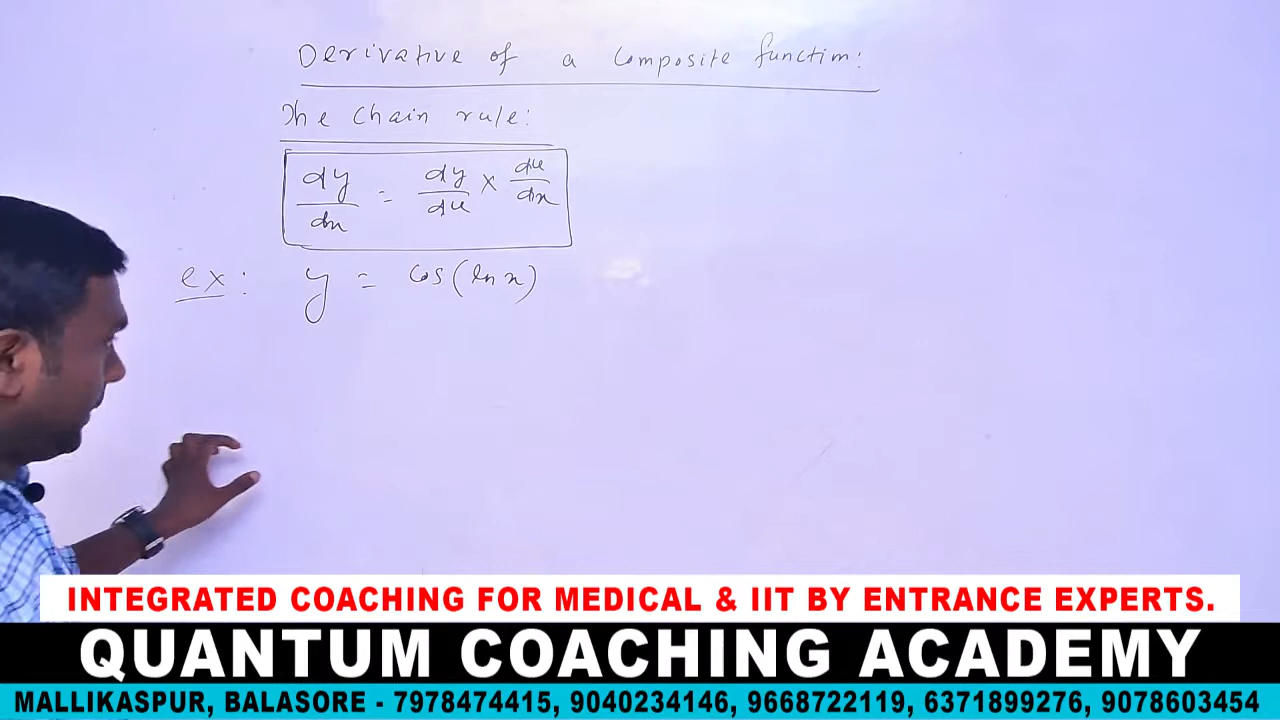 Derivative of a Composite function:
The Chain rule:
dy/dx = dy/du × du/dx
ex: y = cos(ln x)
INTEGRATED COACHING FOR MEDICAL & IIT BY ENTRANCE EXPERTS.
QUANTUM COACHING ACADEMY
MALLIKASPUR, BALASORE - 7978474415, 9040234146, 9668722119, 6371899276, 9078603454